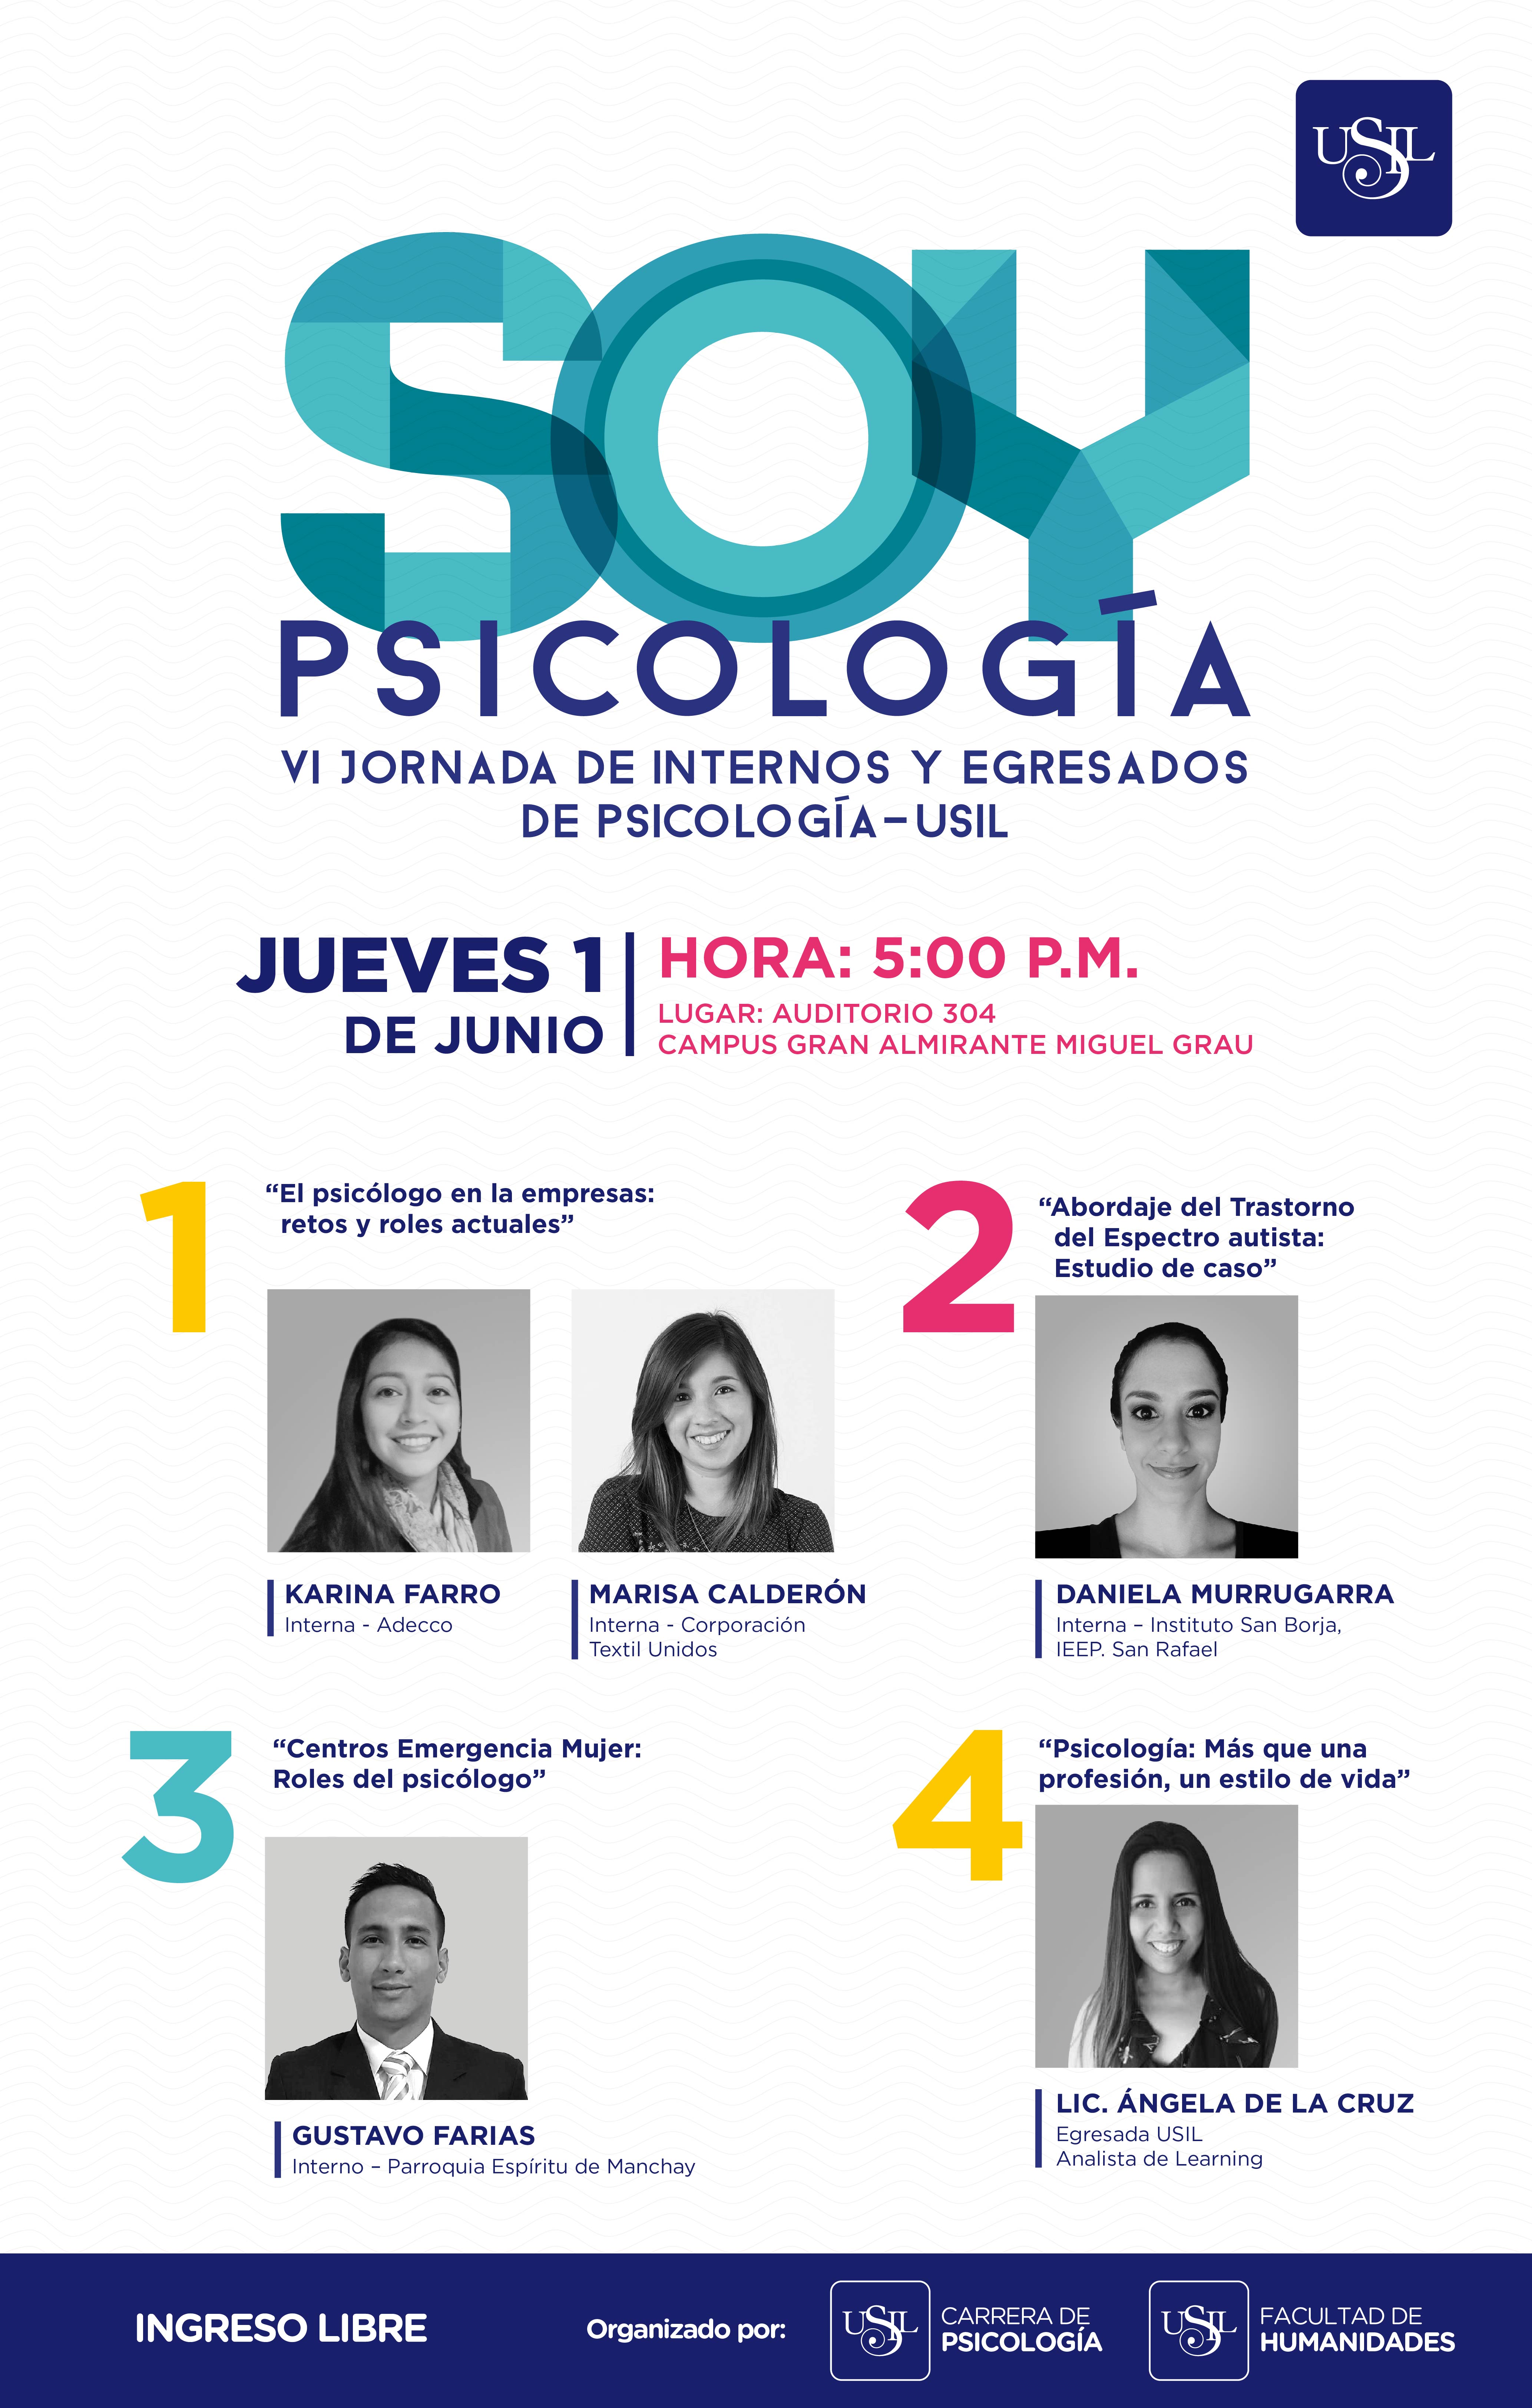 USIL
SOY
PSICOLOGÍA
VI JORNADA DE INTERNOS Y EGRESADOS
DE PSICOLOGÍA-USIL
JUEVES 1
DE JUNIO
HORA: 5:00 P.M.
LUGAR: AUDITORIO 304
CAMPUS GRAN ALMIRANTE MIGUEL GRAU
1
“El psicólogo en la empresas:
retos y roles actuales”
KARINA FARRO
Interna - Adecco
MARISA CALDERÓN
Interna - Corporación
Textil Unidos
2
“Abordaje del Trastorno
del Espectro autista:
Estudio de caso”
DANIELA MURRUGARRA
Interna – Instituto San Borja,
IEEP. San Rafael
3
“Centros Emergencia Mujer:
Roles del psicólogo”
GUSTAVO FARIAS
Interno – Parroquia Espíritu de Manchay
4
“Psicología: Más que una
profesión, un estilo de vida”
LIC. ÁNGELA DE LA CRUZ
Egresada USIL
Analista de Learning
INGRESO LIBRE
Organizado por:
USIL
CARRERA DE
PSICOLOGÍA
USIL
FACULTAD DE
HUMANIDADES